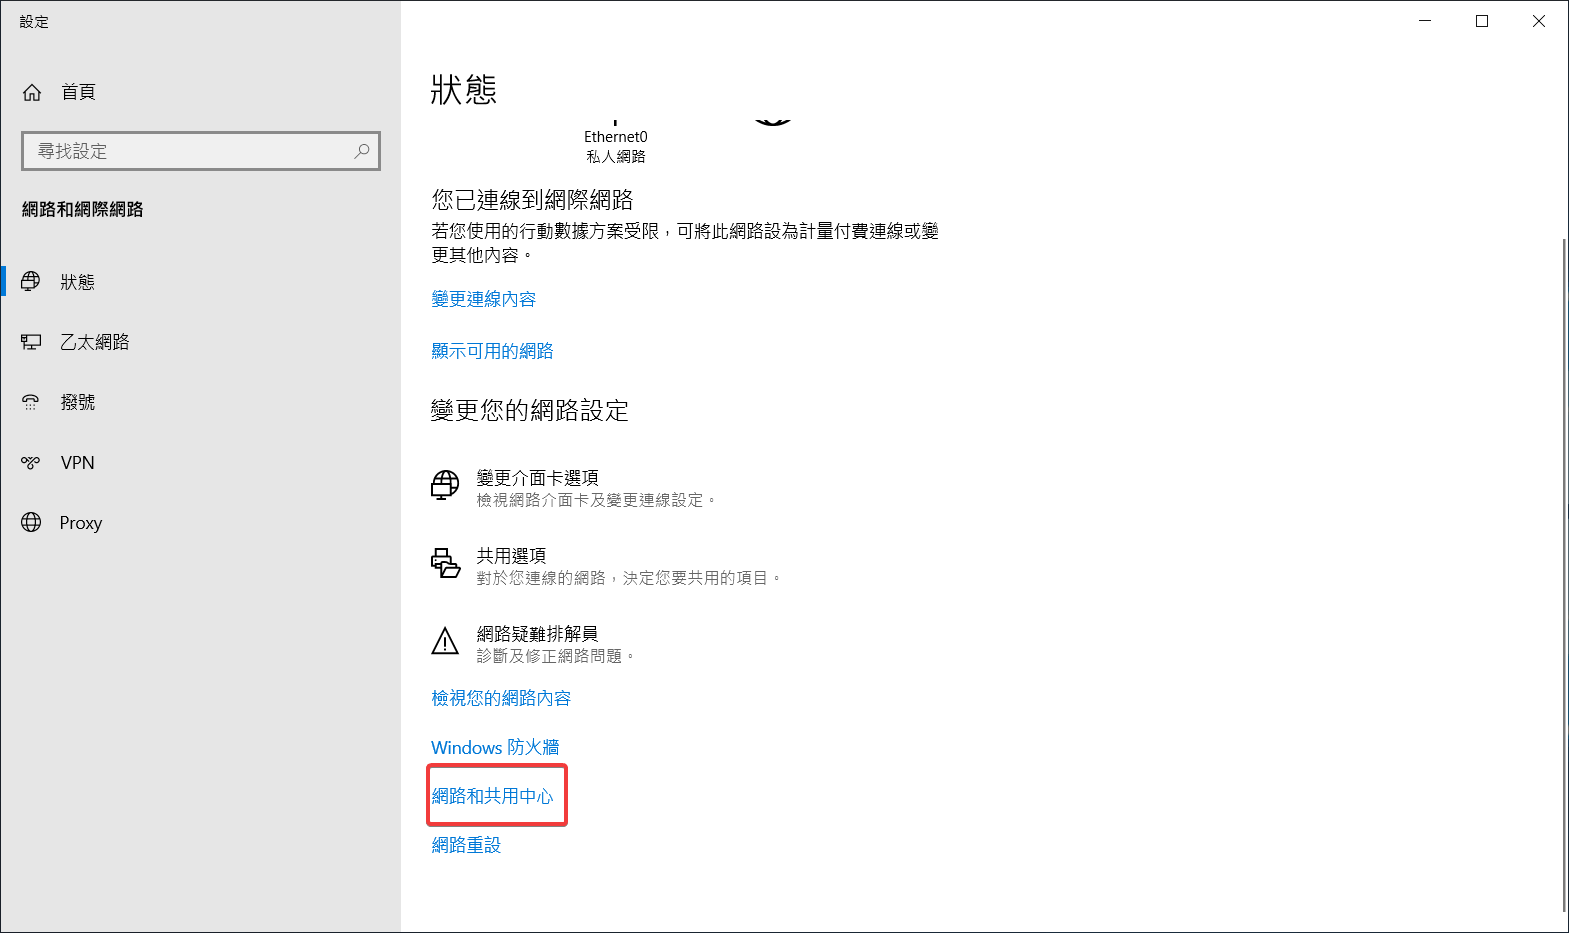 設定
首頁
尋找設定
網路和網際網路
狀態
乙太網路
撥號
VPN
Proxy
狀態
Ethernet0
私人網路
您已連線到網際網路
若您使用的行動數據方案受限，可將此網路設為計量付費連線或變
更其他內容。
變更連線內容
顯示可用的網路
變更您的網路設定
變更介面卡選項
檢視網路介面卡及變更連線設定。
共用選項
對於您連線的網路，決定您要共用的項目。
網路疑難排解員
診斷及修正網路問題。
檢視您的網路內容
Windows 防火牆
網路和共用中心
網路重設